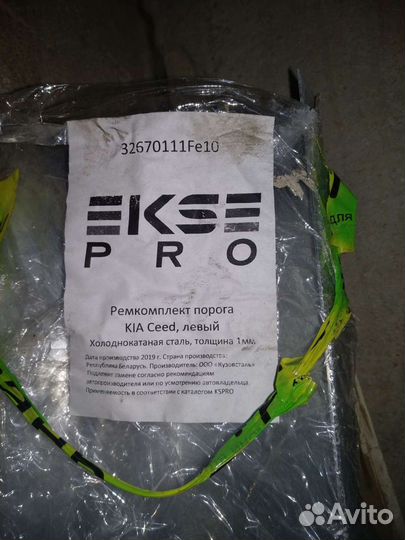 32670111Fe10
EKSE
PRO
Ремкомплект порога
KIA Ceed, левый
Холоднокатаная сталь, толщина 1мм.
Дата производства 2019 г. Страна производства:
Республика Беларусь. Производитель: ООО «Кузовсталь»
Подлежит замене согласно рекомендациям
автопроизводителя или по усмотрению автовладельца.
Применяемость в соответствии с каталогом KSPRO
для
Avito